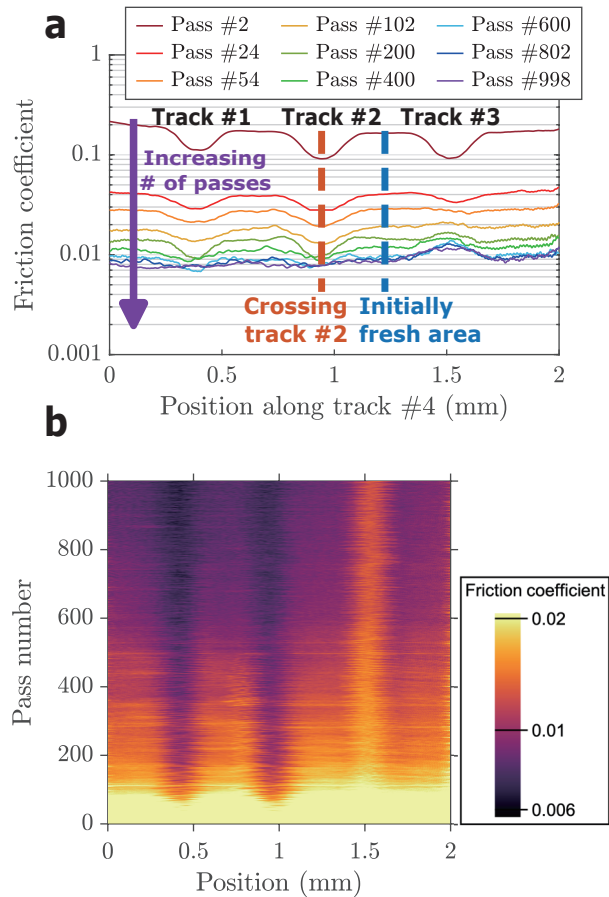 a
Pass #2
Pass #102
Pass #600
Pass #24
Pass #200
Pass #802
Pass #54
Pass #400
Pass #998
1
0.1
0.01
0.001
Friction coefficient
Track #1
Track #2
Track #3
Increasing
# of passes
Crossing
track #2
Initially
fresh area
0
0.5
1
1.5
2
Position along track #4 (mm)
b
1000
800
600
400
200
0
Pass number
0
0.5
1
1.5
2
Position (mm)
Friction coefficient
0.02
0.01
0.006